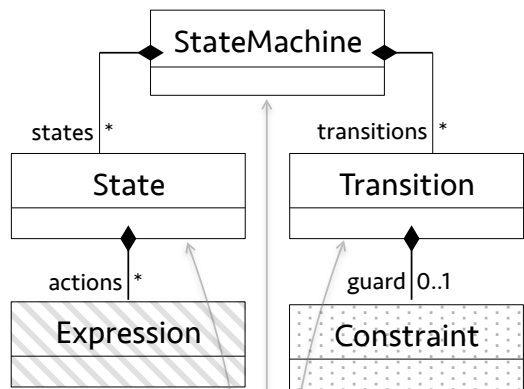 StateMachine
states *
transitions *
State
Transition
actions *
guard 0..1
Expression
Constraint